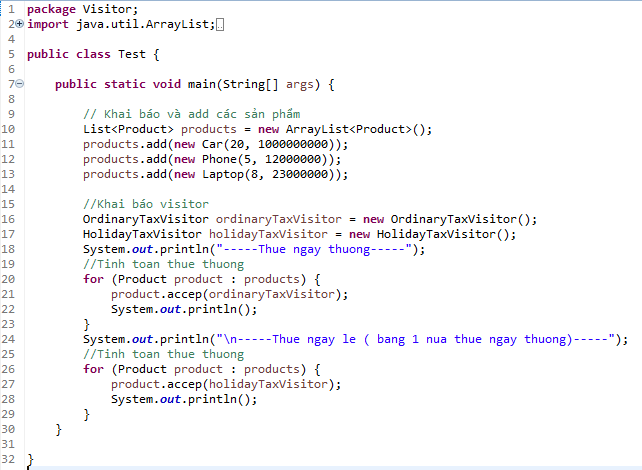 1 package Visitor;
2 import java.util.ArrayList;
4
5 public class Test {
6
7 public static void main(String[] args) {
8
9 // Khai báo và add các sản phẩm
10 List<Product> products = new ArrayList<Product>();
11 products.add(new Car(20, 1000000000));
12 products.add(new Phone(5, 12000000));
13 products.add(new Laptop(8, 23000000));
14
15 //Khai báo visitor
16 OrdinaryTaxVisitor ordinaryTaxVisitor = new OrdinaryTaxVisitor();
17 HolidayTaxVisitor holidayTaxVisitor = new HolidayTaxVisitor();
18 System.out.println("-----Thue ngay thuong-----");
19 //Tinh toan thue thuong
20 for (Product product : products) {
21 product.accep(ordinaryTaxVisitor);
22 System.out.println();
23 }
24 System.out.println("\n-----Thue ngay le ( bang 1 nua thue ngay thuong)-----");
25 //Tinh toan thue thuong
26 for (Product product : products) {
27 product.accep(holidayTaxVisitor);
28 System.out.println();
29 }
30 }
31
32 }